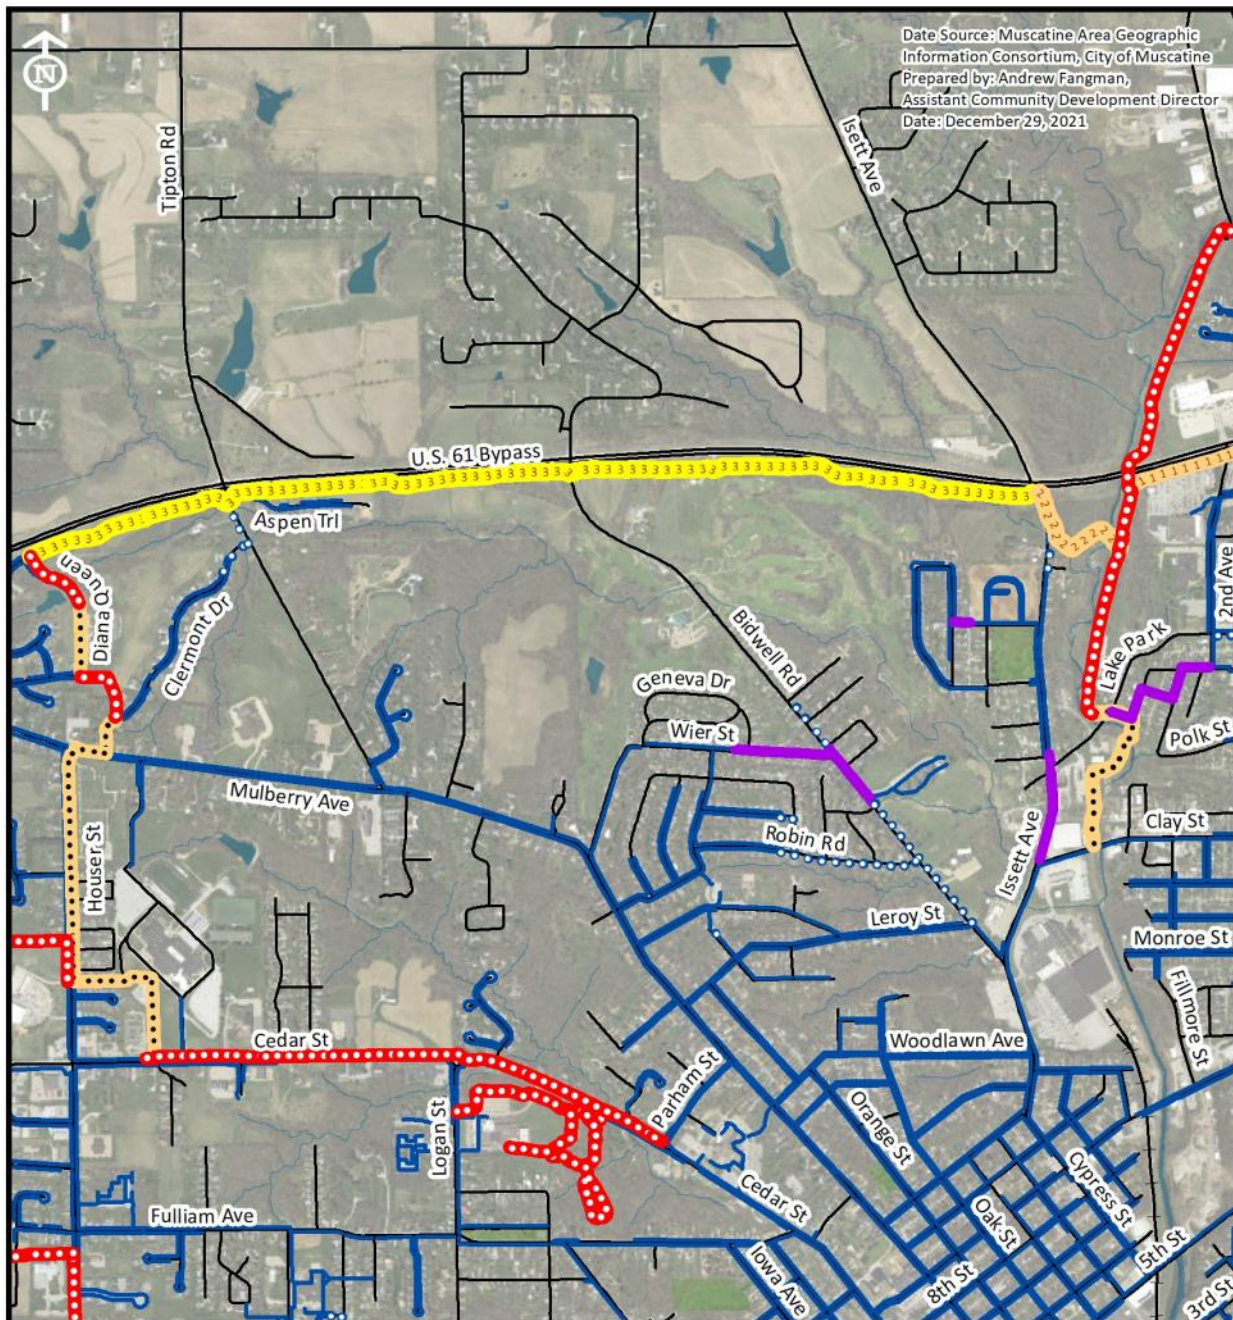 Date Source: Muscatine Area Geographic
Information Consortium, City of Muscatine
Prepared by: Andrew Fangman,
Assistant Community Development Director
Date: December 29, 2021
N
Tipton Rd
Isett Ave
U.S. 61 Bypass
Aspen Trl
Diana Queen
Clermont Dr
2nd Ave
Bidwell Rd
Lake Park
Geneva Dr
Wier St
Polk St
Mulberry Ave
Robin Rd
Clay St
Houser St
Issett Ave
Leroy St
Monroe St
Fillmore St
Cedar St
Woodlawn Ave
Parham St
Orange St
Logan St
Cypress St
Cedar St
Fulliam Ave
Oak St
5th St
Iowa Ave
8th St
3rd St